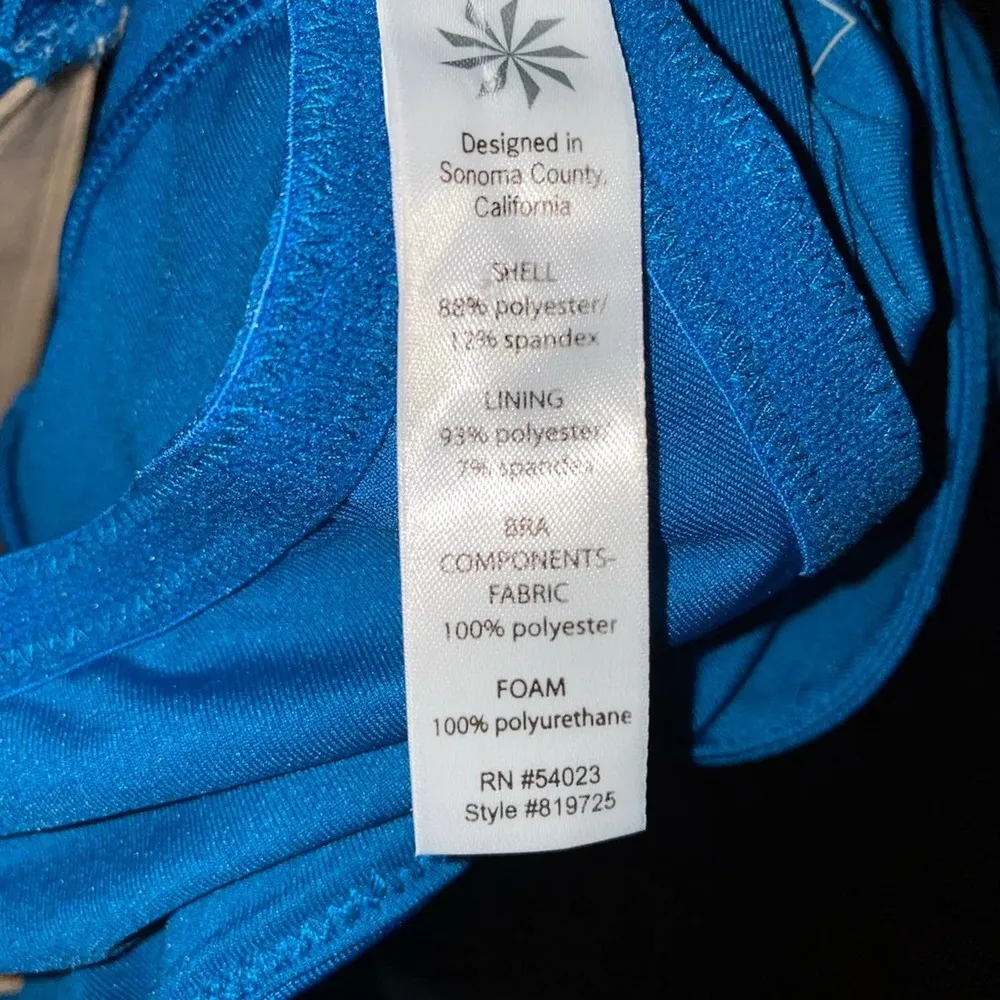 Designed in
Sonoma County,
California
SHELL
88% polyester/
12% spandex
LINING
93% polyester/
7% spandex
BRA
COMPONENTS-
FABRIC
100% polyester
FOAM
100% polyurethane
RN #54023
Style #819725